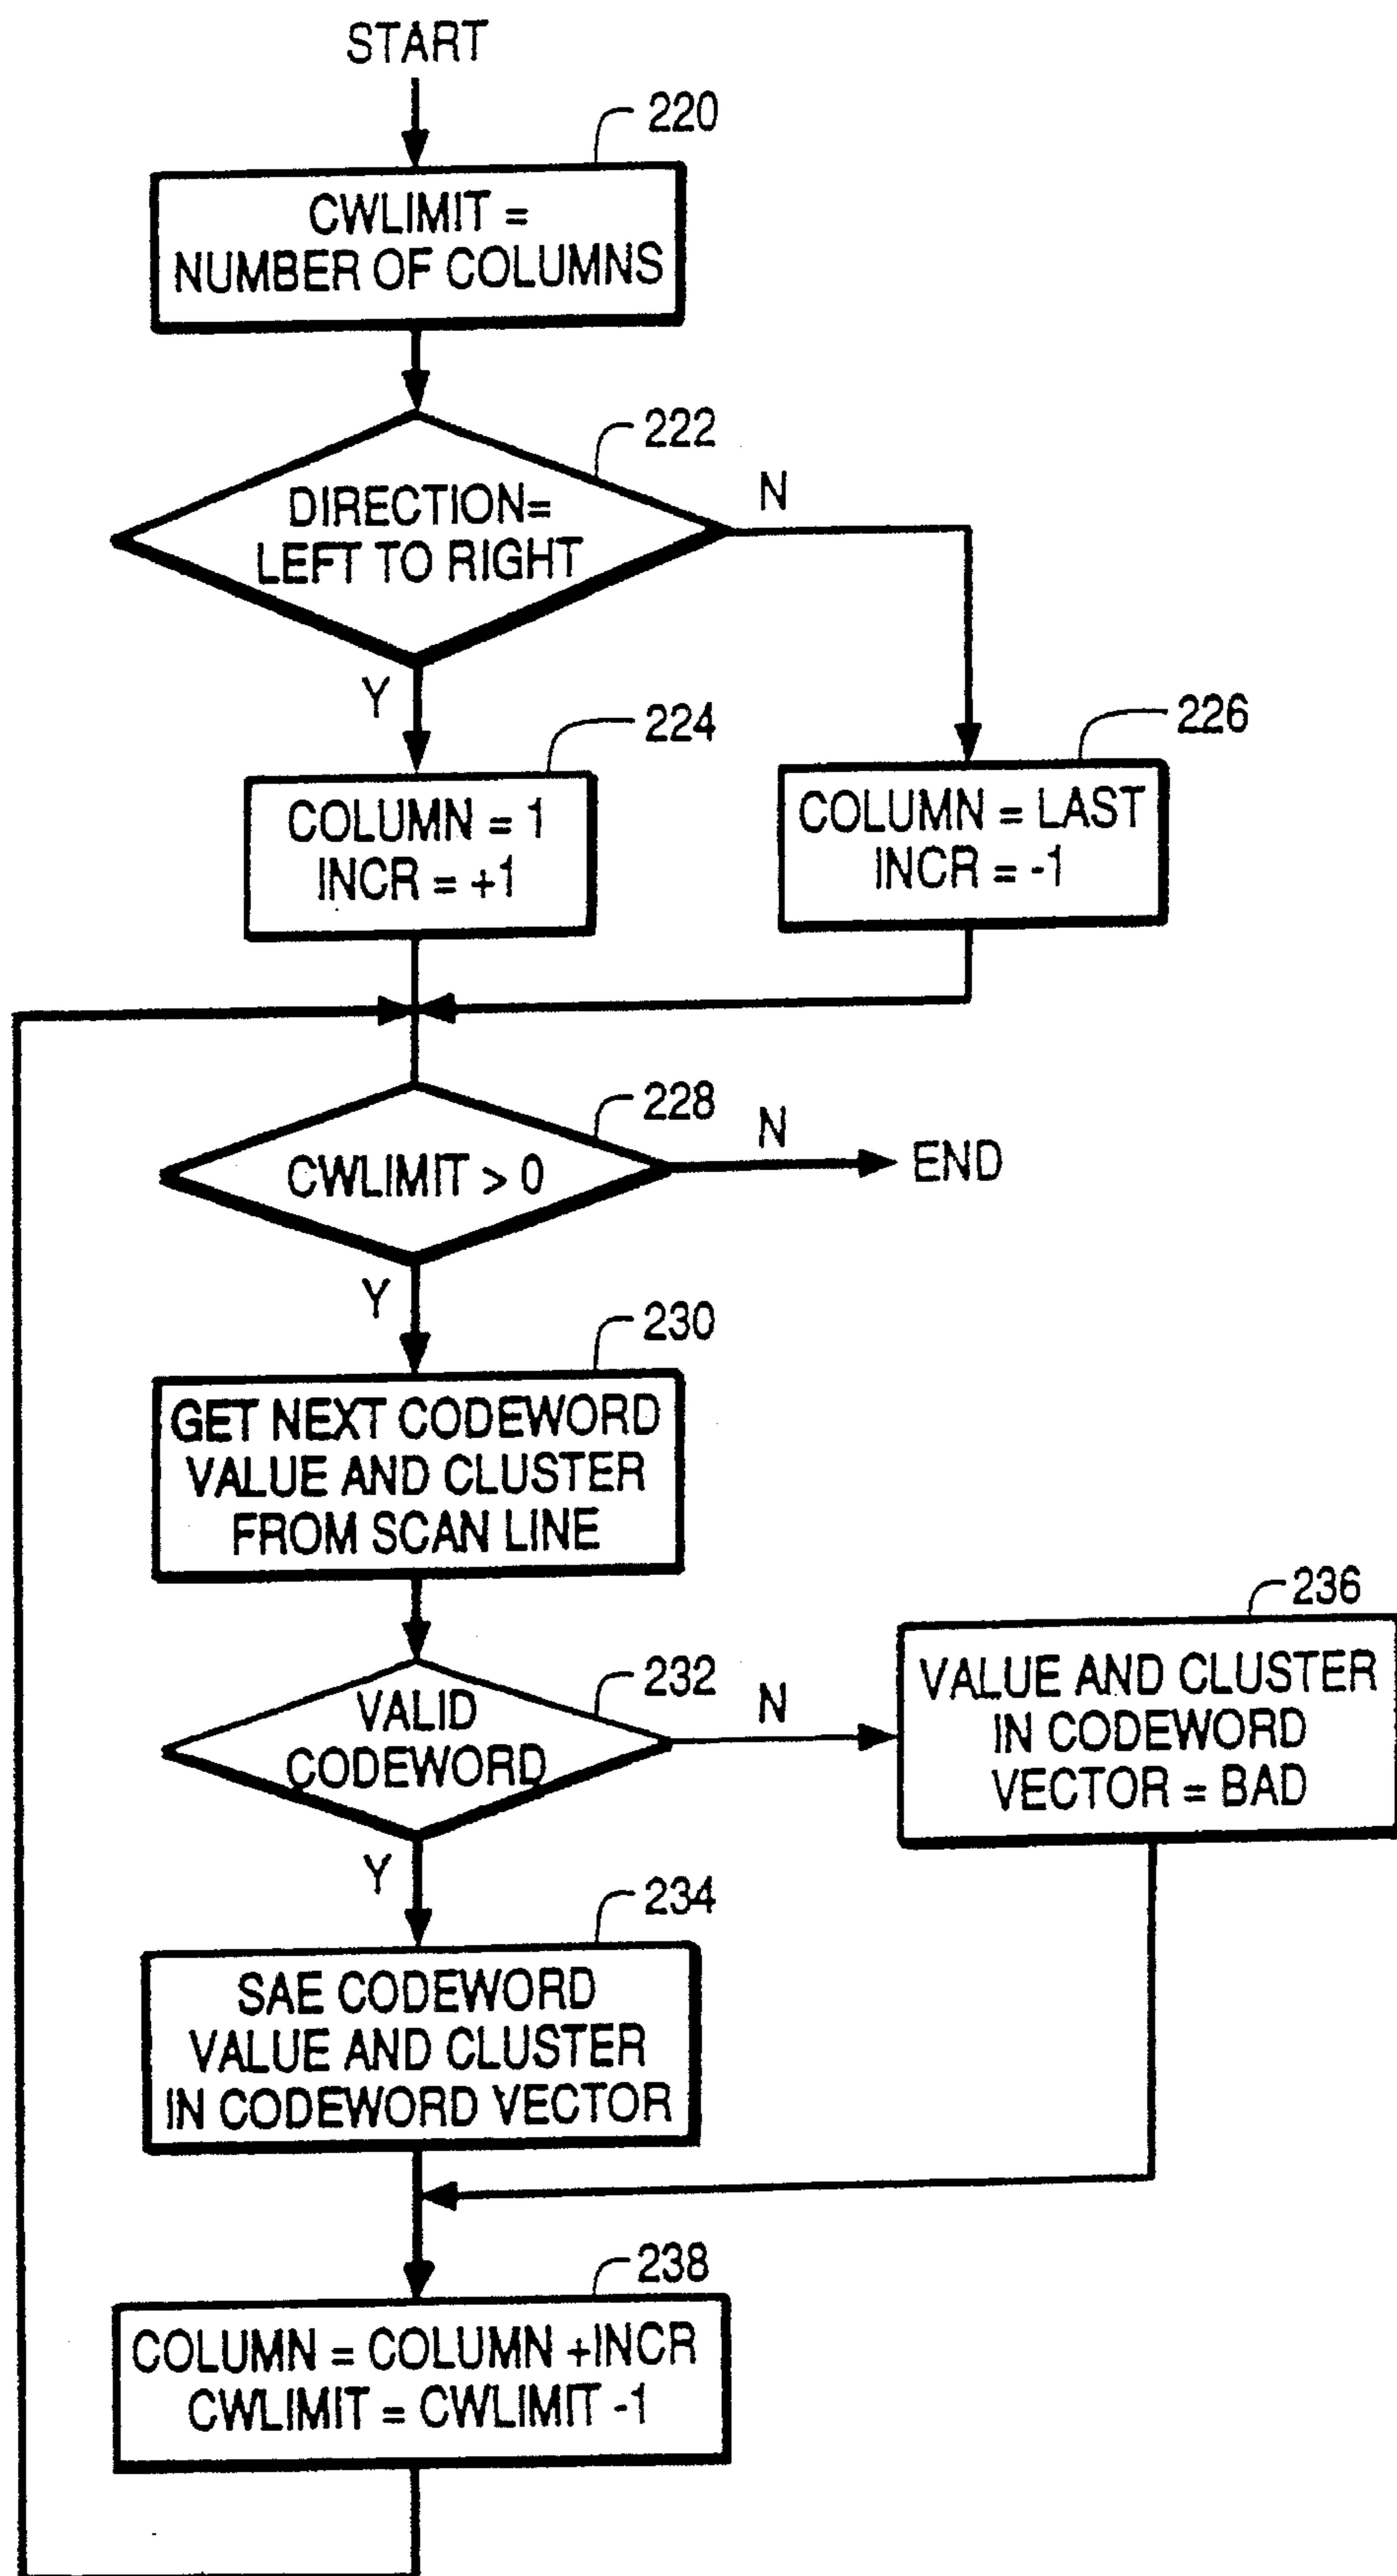 START
220
CWLIMIT =
NUMBER OF COLUMNS
222
DIRECTION=
LEFT TO RIGHT
N
Y
224
COLUMN = 1
INCR = +1
226
COLUMN = LAST
INCR = -1
228
CWLIMIT > 0
N
END
Y
230
GET NEXT CODEWORD
VALUE AND CLUSTER
FROM SCAN LINE
232
VALID
CODEWORD
N
236
VALUE AND CLUSTER
IN CODEWORD
VECTOR = BAD
Y
234
SAE CODEWORD
VALUE AND CLUSTER
IN CODEWORD VECTOR
238
COLUMN = COLUMN +INCR
CWLIMIT = CWLIMIT -1